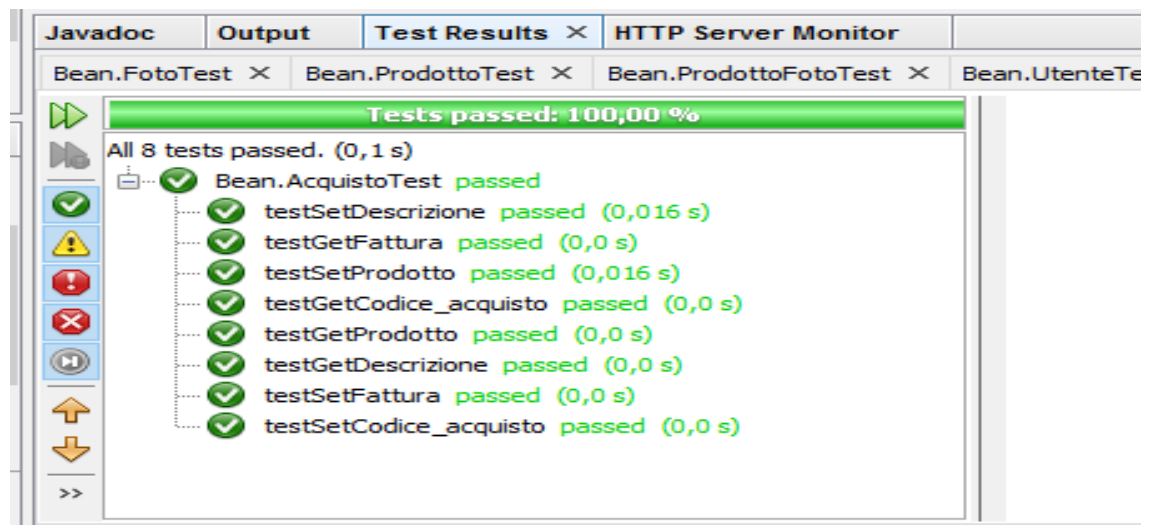 Javadoc Output Test Results × HTTP Server Monitor
Bean.FotoTest × Bean.ProdottoTest × Bean.ProdottoFotoTest × Bean.UtenteTe
Tests passed: 100,00 %
All 8 tests passed. (0,1 s)
Bean.AcquistoTest passed
testSetDescrizione passed (0,016 s)
testGetFattura passed (0,0 s)
testSetProdotto passed (0,016 s)
testGetCodice_acquisto passed (0,0 s)
testGetProdotto passed (0,0 s)
testGetDescrizione passed (0,0 s)
testSetFattura passed (0,0 s)
testSetCodice_acquisto passed (0,0 s)
>>